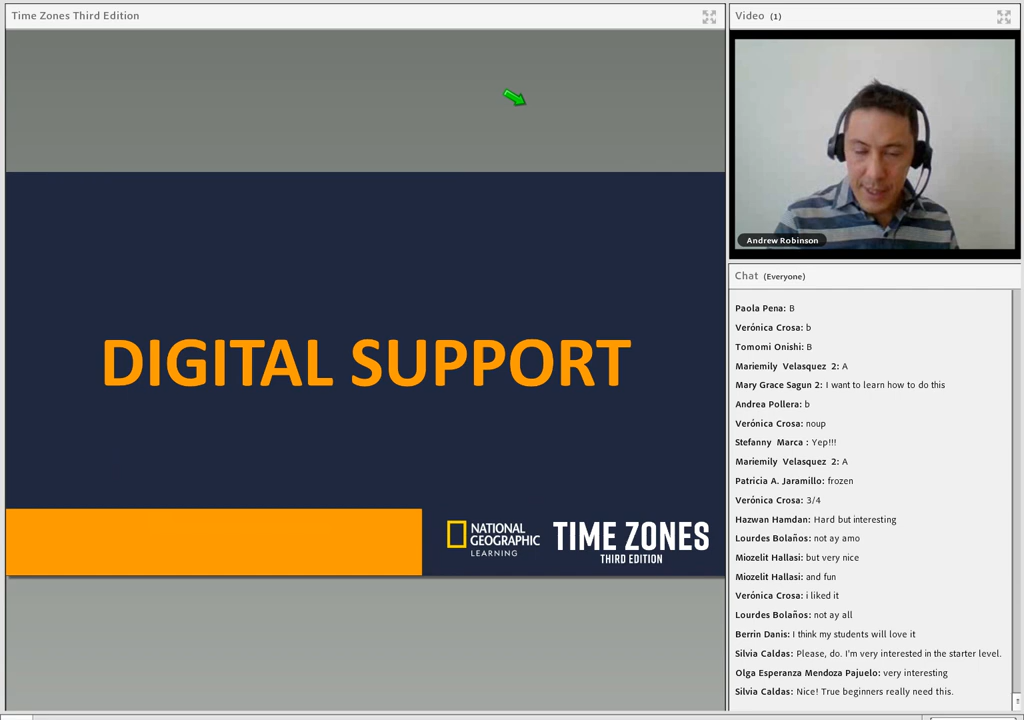 Time Zones Third Edition
DIGITAL SUPPORT
NATIONAL
GEOGRAPHIC
LEARNING
TIME ZONES
THIRD EDITION
Video (1)
Andrew Robinson
Chat (Everyone)
Paola Pena: B
Verónica Crosa: b
Tomomi Onishi: B
Mariemily Velasquez 2: A
Mary Grace Sagun 2: I want to learn how to do this
Andrea Pollera: b
Verónica Crosa: noup
Stefanny Marca : Yep!!!
Mariemily Velasquez 2: A
Patricia A. Jaramillo: frozen
Verónica Crosa: 3/4
Hazwan Hamdan: Hard but interesting
Lourdes Bolaños: not ay amo
Miozelit Hallasi: but very nice
Miozelit Hallasi: and fun
Verónica Crosa: i liked it
Lourdes Bolaños: not ay all
Berrin Danis: I think my students will love it
Silvia Caldas: Please, do. I'm very interested in the starter level.
Olga Esperanza Mendoza Pajuelo: very interesting
Silvia Caldas: Nice! True beginners really need this.